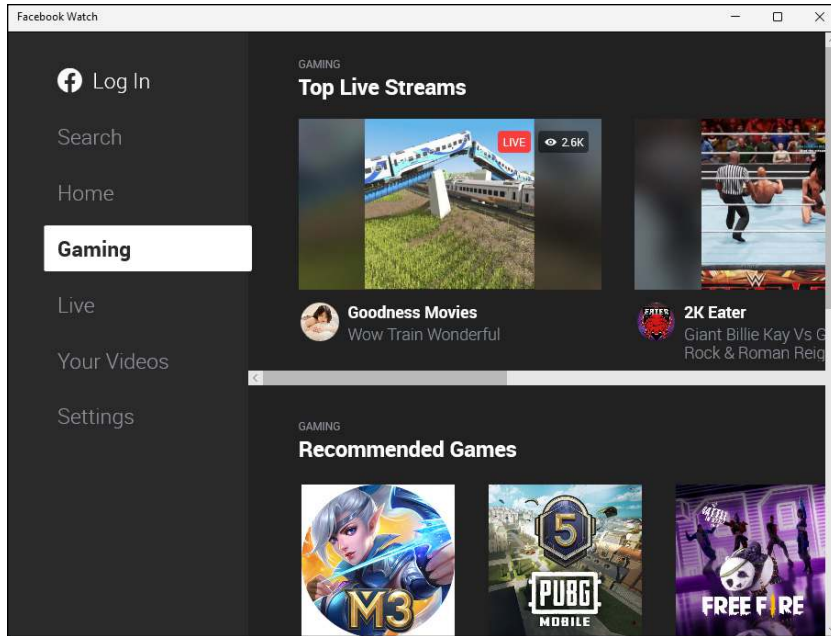 Facebook Watch
Log In
Search
Home
Gaming
Live
Your Videos
Settings
GAMING
Top Live Streams
LIVE
2.6K
Goodness Movies
Wow Train Wonderful
2K Eater
Giant Billie Kay Vs G
Rock & Roman Reig
GAMING
Recommended Games
M3
5
PUBG
MOBILE
FREE FIRE